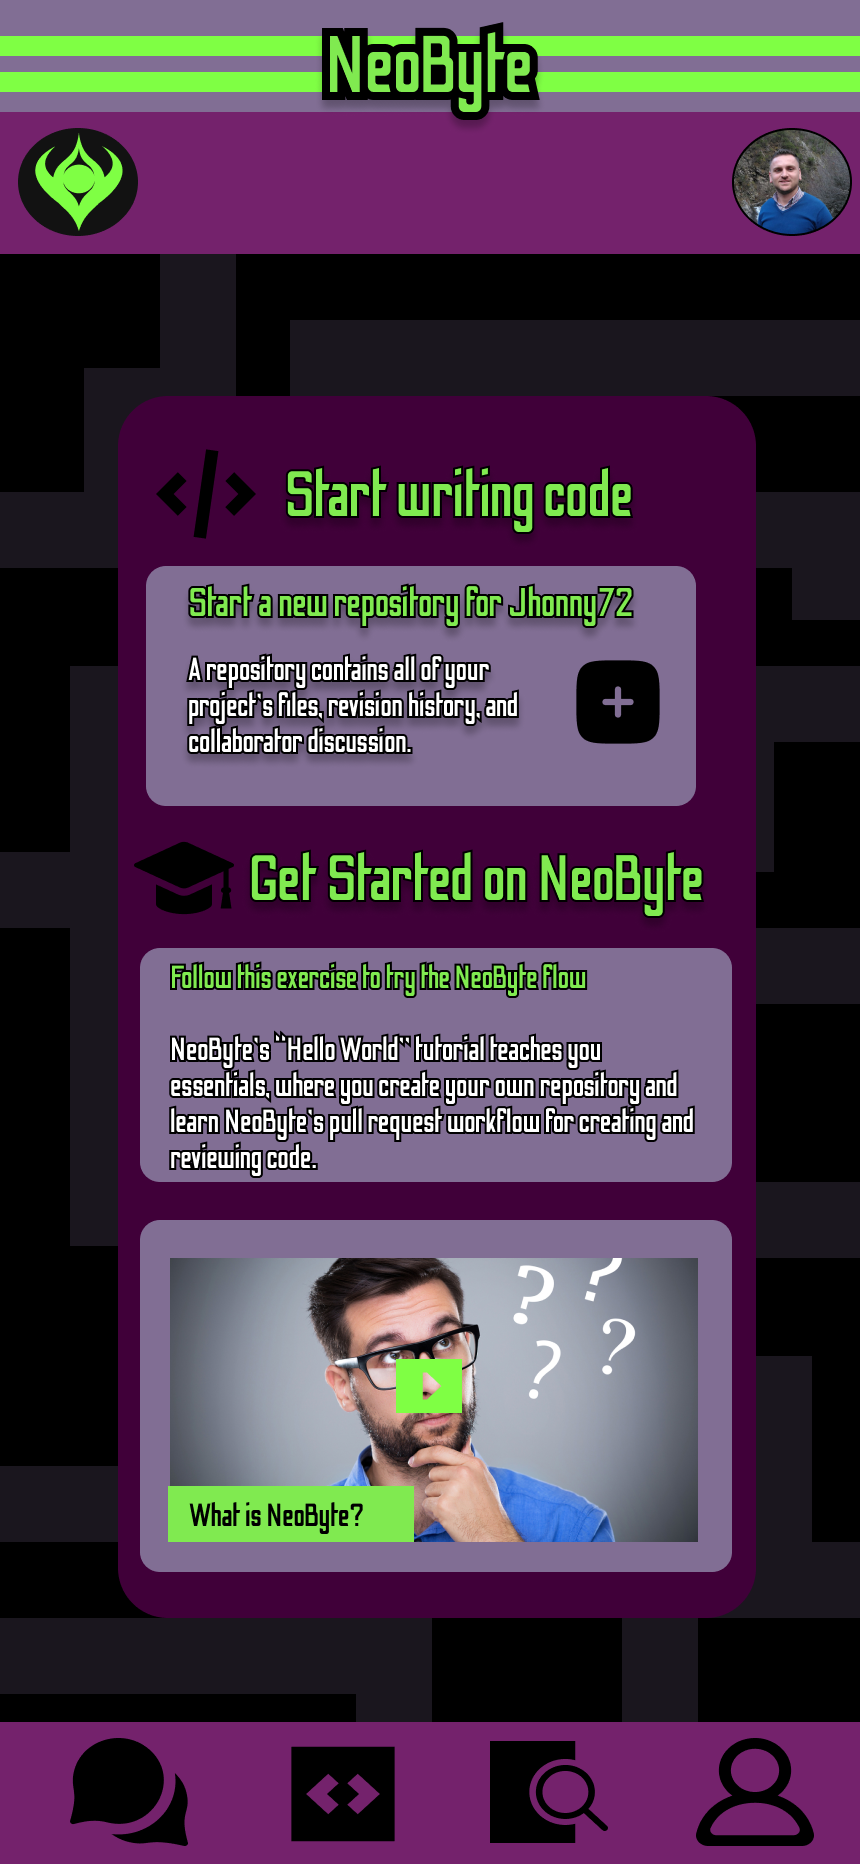 NeoByte
Start writing code
Start a new repository for Jhonny72
A repository contains all of your
project's files, revision history, and
collaborator discussion.
Get Started on NeoByte
Follow this exercise to try the NeoByte flow
NeoByte's "Hello World" tutorial teaches you
essentials, where you create your own repository and
learn NeoByte's pull request workflow for creating and
reviewing code.
? ?
? ?
What is NeoByte?